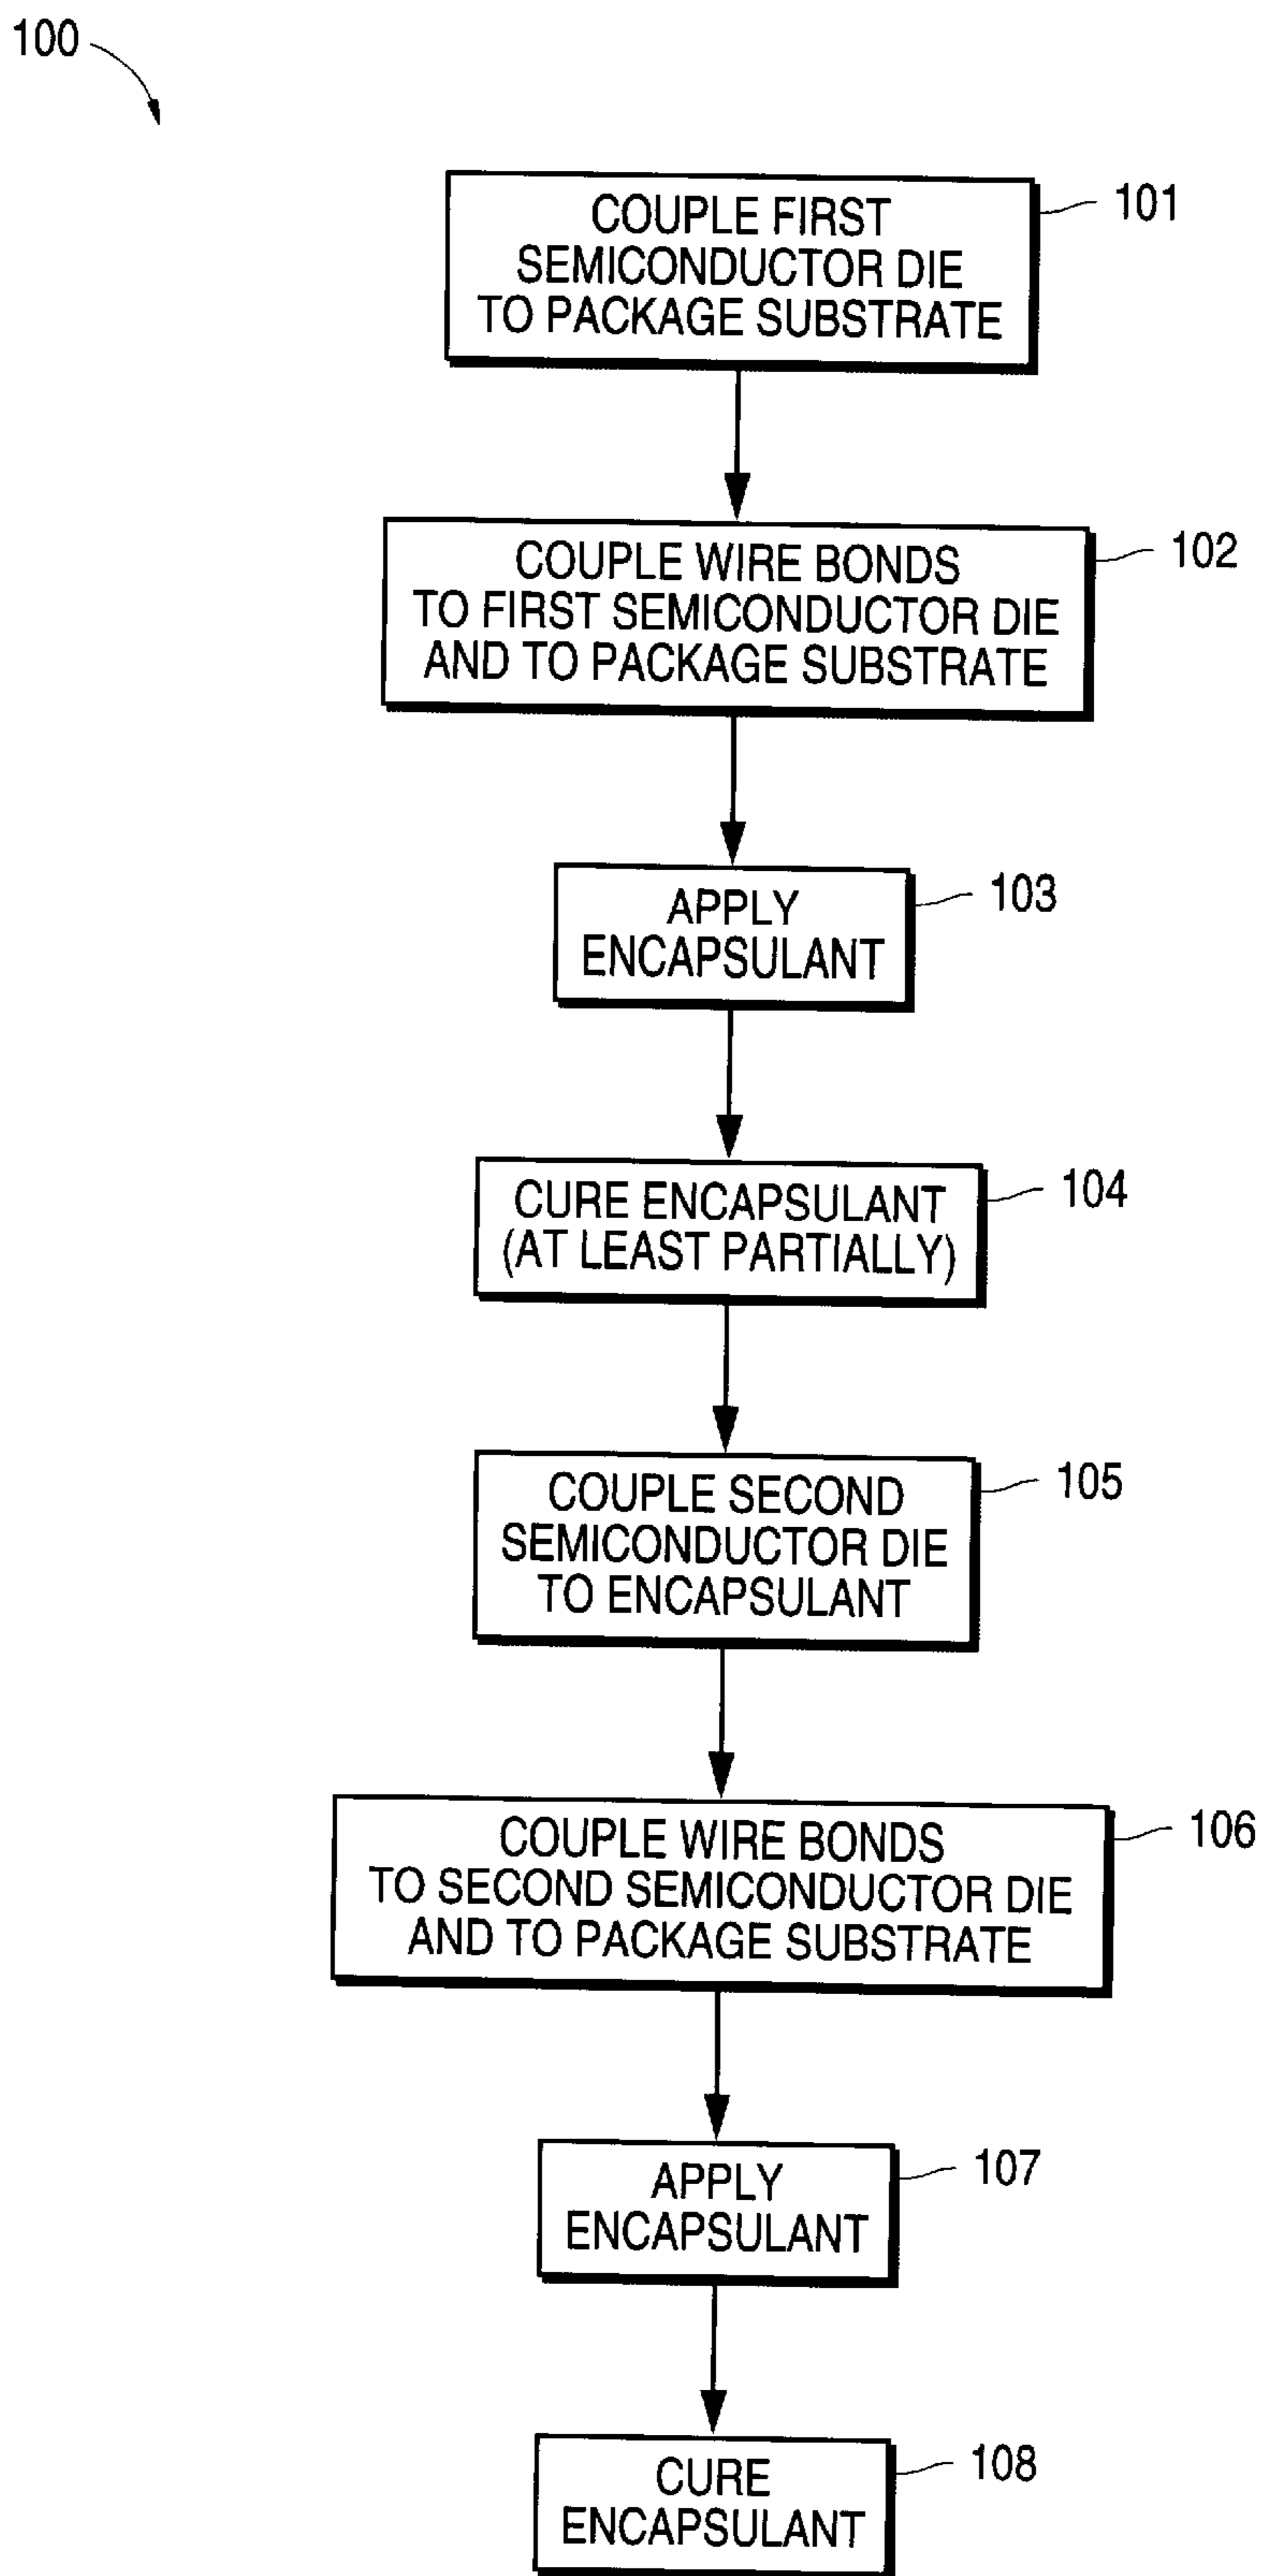 100
COUPLE FIRST
SEMICONDUCTOR DIE
TO PACKAGE SUBSTRATE
101
COUPLE WIRE BONDS
TO FIRST SEMICONDUCTOR DIE
AND TO PACKAGE SUBSTRATE
102
APPLY
ENCAPSULANT
103
CURE ENCAPSULANT
(AT LEAST PARTIALLY)
104
COUPLE SECOND
SEMICONDUCTOR DIE
TO ENCAPSULANT
105
COUPLE WIRE BONDS
TO SECOND SEMICONDUCTOR DIE
AND TO PACKAGE SUBSTRATE
106
APPLY
ENCAPSULANT
107
CURE
ENCAPSULANT
108